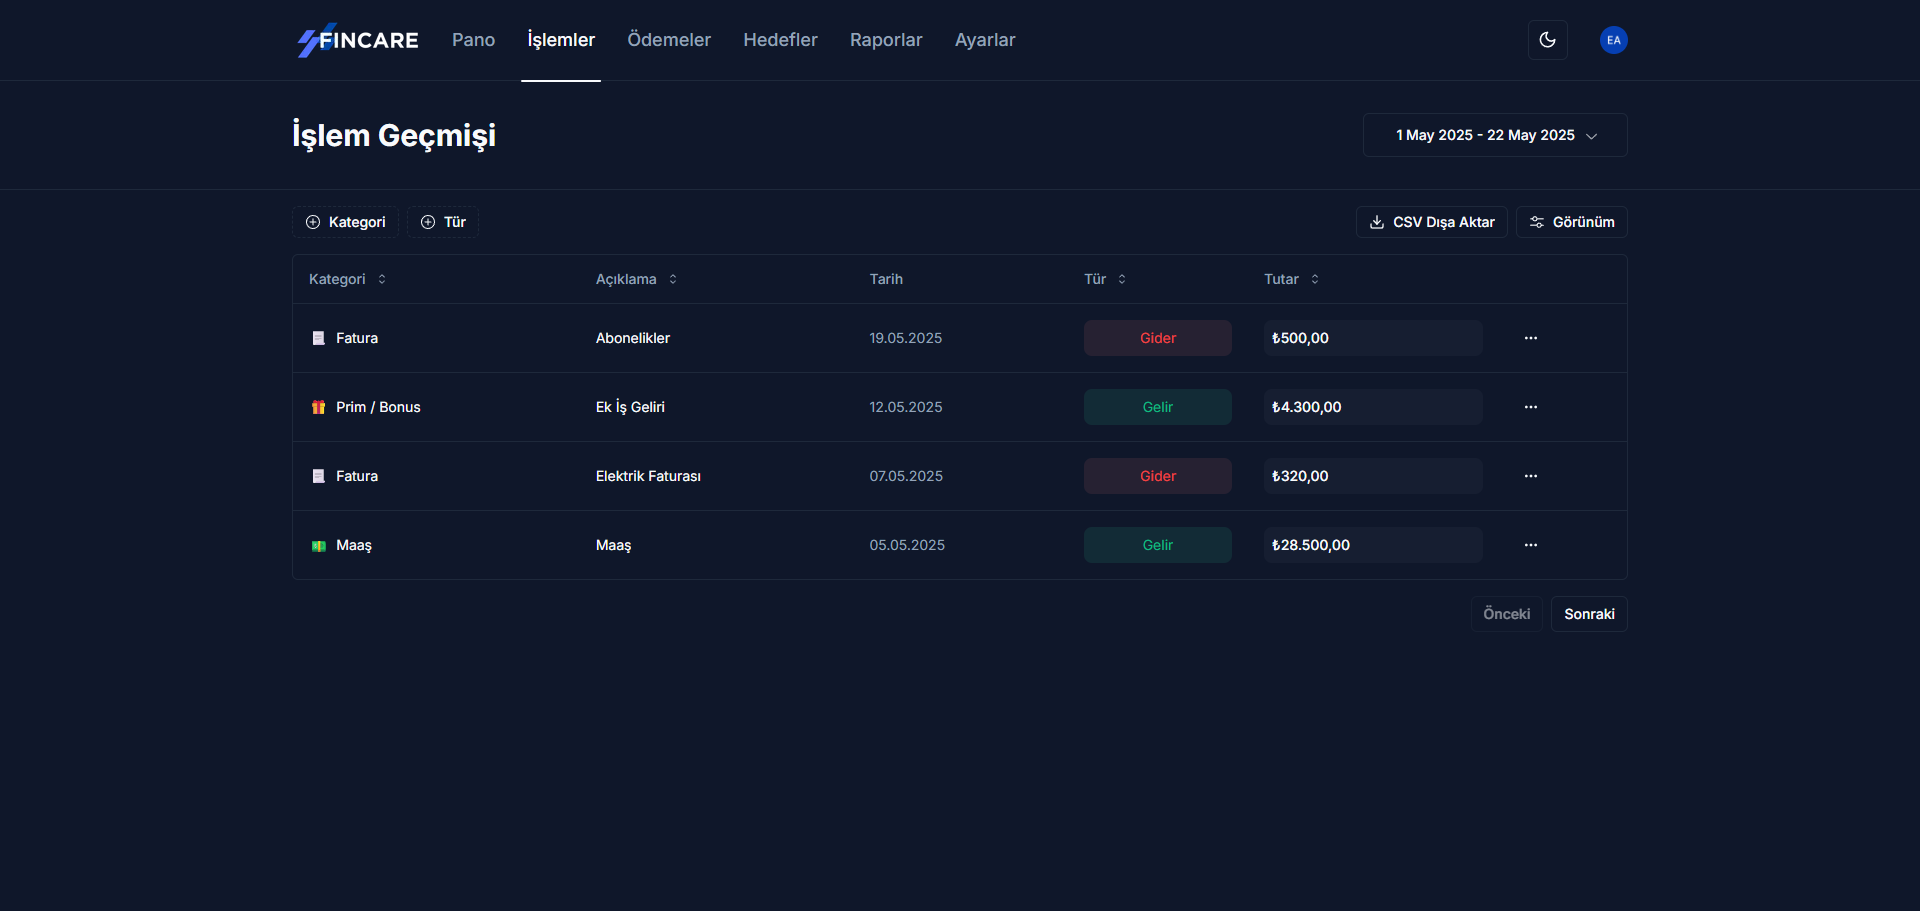 FINCARE Pano İşlemler Ödemeler Hedefler Raporlar Ayarlar EA
İşlem Geçmişi 1 May 2025 - 22 May 2025
Kategori Tür CSV Dışa Aktar Görünüm
Kategori Açıklama Tarih Tür Tutar
Fatura Abonelikler 19.05.2025 Gider ₺500,00
Prim / Bonus Ek İş Geliri 12.05.2025 Gelir ₺4.300,00
Fatura Elektrik Faturası 07.05.2025 Gider ₺320,00
Maaş Maaş 05.05.2025 Gelir ₺28.500,00
Önceki Sonraki